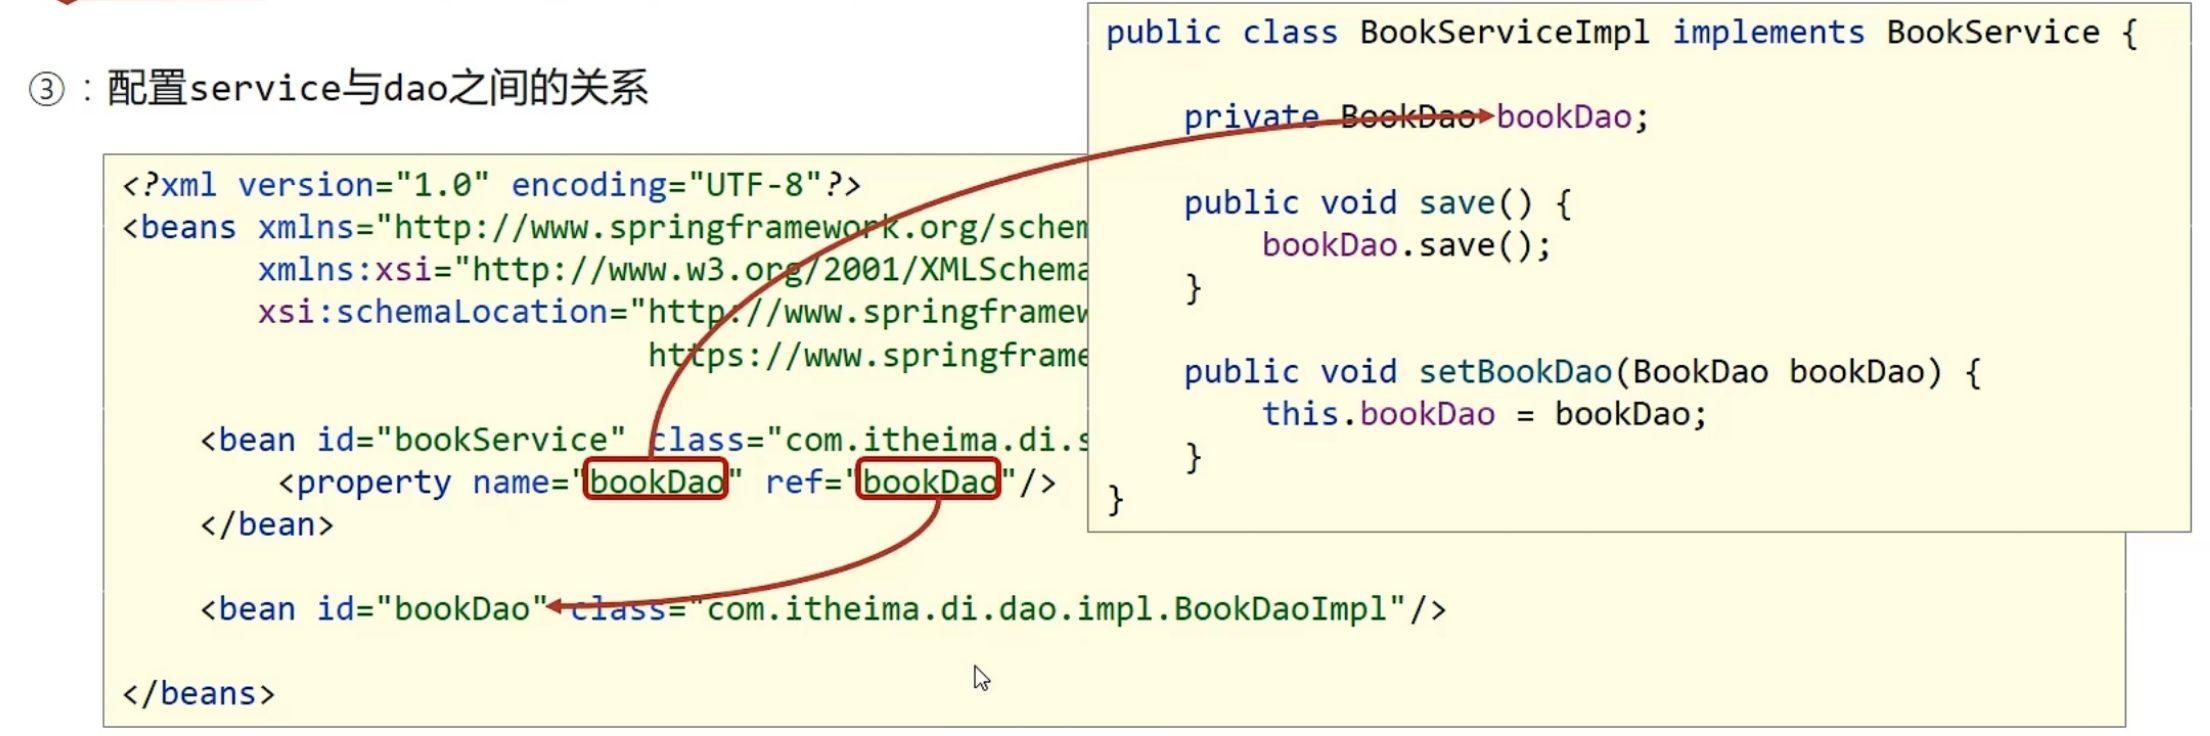 ③：配置service与dao之间的关系
<?xml version="1.0" encoding="UTF-8"?>
<beans xmlns="http://www.springframework.org/schem
xmlns:xsi="http://www.w3.org/2001/XMLSchema
xsi:schemaLocation="http://www.springframew
https://www.springframe
<bean id="bookService" class="com.itheima.di.s
<property name="bookDao" ref="bookDao"/>
</bean>
<bean id="bookDao" class="com.itheima.di.dao.impl.BookDaoImpl"/>
</beans>
public class BookServiceImpl implements BookService {
private BookDao bookDao;
public void save() {
bookDao.save();
}
public void setBookDao(BookDao bookDao) {
this.bookDao = bookDao;
}
}